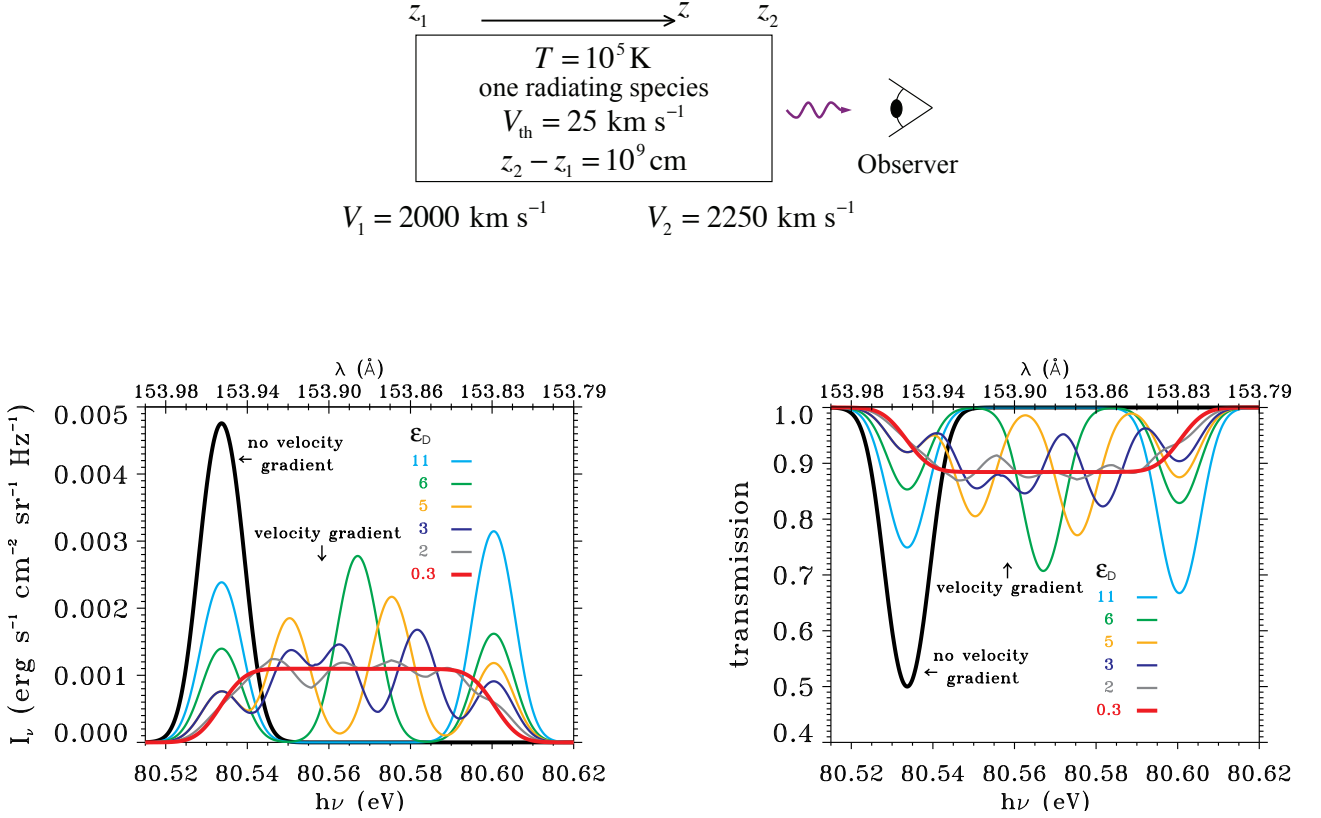 z₁ z z₂
T = 10⁵ K
one radiating species
V_th = 25 km s⁻¹
z₂ − z₁ = 10⁹ cm
Observer
V₁ = 2000 km s⁻¹ V₂ = 2250 km s⁻¹
λ (Å)
153.98 153.94 153.90 153.86 153.83 153.79
I_ν (erg s⁻¹ cm⁻² sr⁻¹ Hz⁻¹)
0.005
0.004
0.003
0.002
0.001
0.000
no velocity
gradient
velocity gradient
ε_D
11
6
5
3
2
0.3
80.52 80.54 80.56 80.58 80.60 80.62
hν (eV)
λ (Å)
153.98 153.94 153.90 153.86 153.83 153.79
transmission
1.0
0.9
0.8
0.7
0.6
0.5
0.4
velocity gradient
no velocity
gradient
ε_D
11
6
5
3
2
0.3
80.52 80.54 80.56 80.58 80.60 80.62
hν (eV)